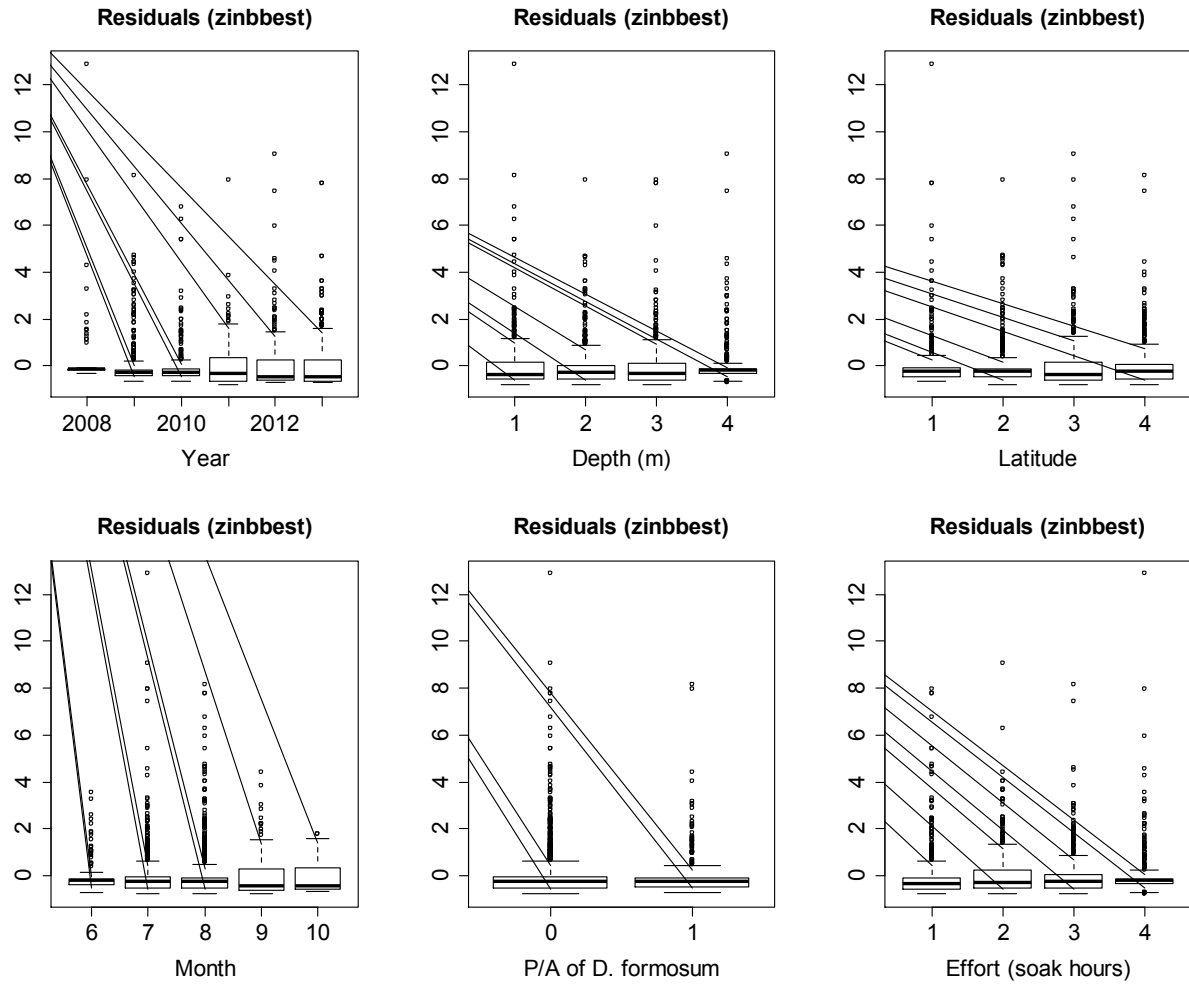 Residuals (zinbbest)
12
10
8
6
4
2
0
2008 2010 2012
Year
Residuals (zinbbest)
12
10
8
6
4
2
0
1 2 3 4
Depth (m)
Residuals (zinbbest)
12
10
8
6
4
2
0
1 2 3 4
Latitude
Residuals (zinbbest)
12
10
8
6
4
2
0
6 7 8 9 10
Month
Residuals (zinbbest)
12
10
8
6
4
2
0
0 1
P/A of D. formosum
Residuals (zinbbest)
12
10
8
6
4
2
0
1 2 3 4
Effort (soak hours)